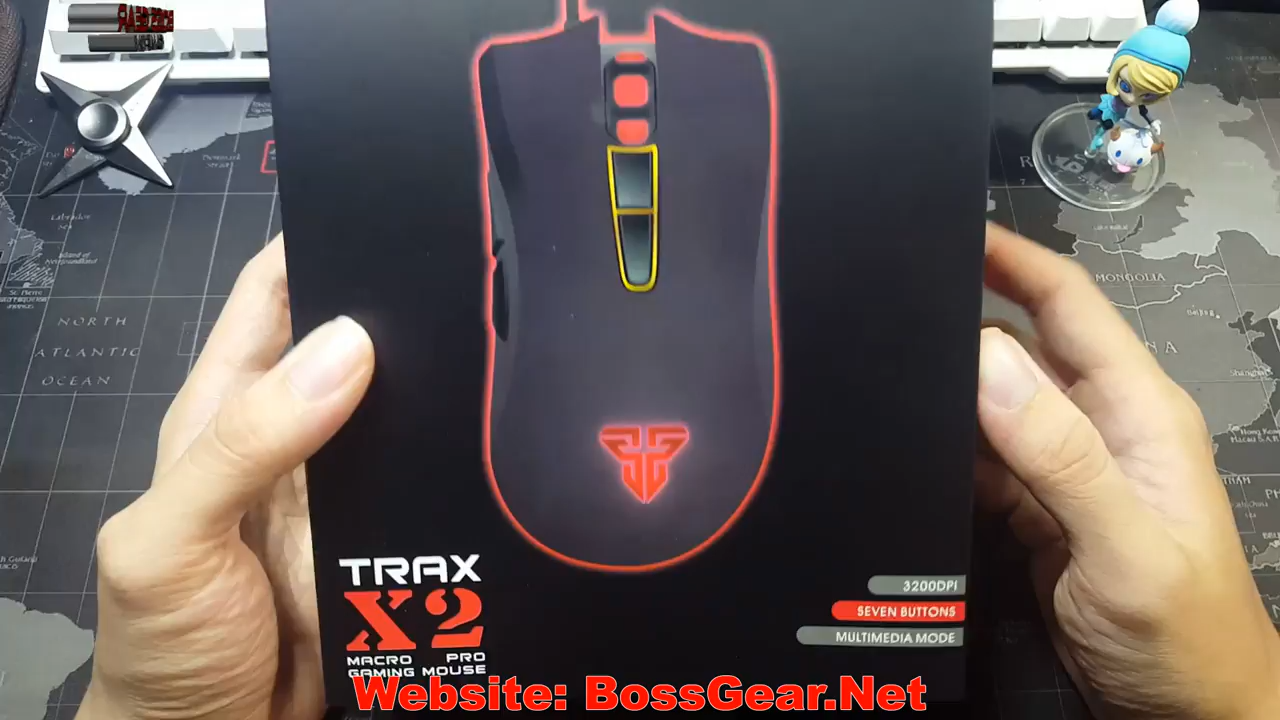 NORTH
ATLANTIC
OCEAN
MONGOLIA
TRAX
X2
MACRO PRO
GAMING MOUSE
3200DPI
SEVEN BUTTONS
MULTIMEDIA MODE
Website: BossGear.Net